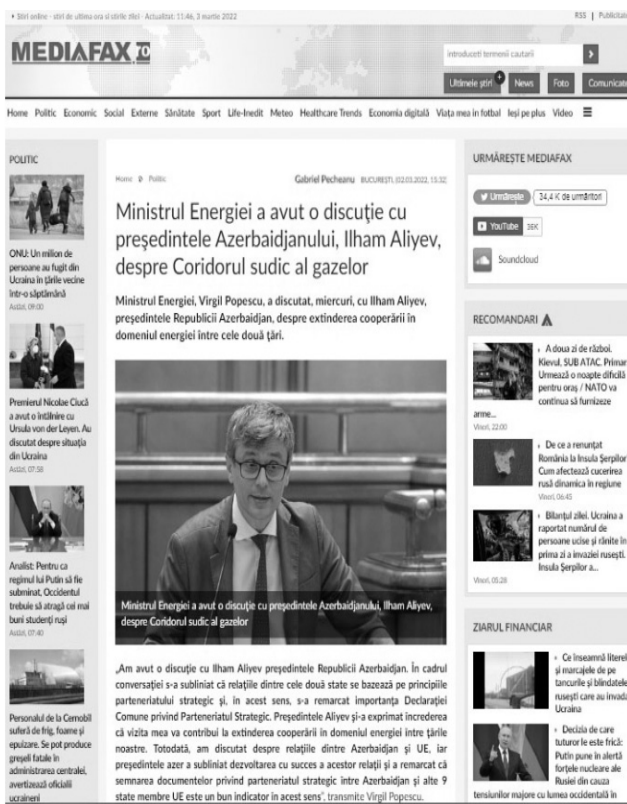 • Stiri online - stiri de ultima ora si stirile zilei - Actualizat: 11:46, 3 martie 2022
RSS | Publicitate
MEDIAFAX.ro
introduceti termenii cautarii
Ultimele știri + News Foto Comunicate
Home Politic Economic Social Externe Sănătate Sport Life-Inedit Meteo Healthcare Trends Economia digitală Viața mea in fotbal Ieși pe plus Video
POLITIC
ONU: Un milion de
persoane au fugit din
Ucraina in țările vecine
într-o săptămână
Astăzi, 09:00
Premierul Nicolae Ciucă
a avut o întâlnire cu
Ursula von der Leyen. Au
discutat despre situația
din Ucraina
Astăzi, 07:58
Analist: Pentru ca
regimul lui Putin să fie
subminat, Occidentul
trebuie să atragă cei mai
buni studenți ruși
Astăzi, 07:40
Personalul de la Cernobîl
suferă de frig, foame și
epuizare. Se pot produce
greșeli fatale în
administrarea centralei,
avertizează oficialii
ucraineni
Home Politic
Gabriel Pecheanu BUCUREȘTI, (02.03.2022, 15:32)
Ministrul Energiei a avut o discuție cu
președintele Azerbaidjanului, Ilham Aliyev,
despre Coridorul sudic al gazelor
Ministrul Energiei, Virgil Popescu, a discutat, miercuri, cu Ilham Aliyev,
președintele Republicii Azerbaidjan, despre extinderea cooperării în
domeniul energiei între cele două țări.
Ministrul Energiei a avut o discuție cu președintele Azerbaidjanului, Ilham Aliyev,
despre Coridorul sudic al gazelor
„Am avut o discuție cu Ilham Aliyev președintele Republicii Azerbaidjan. În cadrul
conversației s-a subliniat că relațiile dintre cele două state se bazează pe principiile
parteneriatului strategic și, în acest sens, s-a remarcat importanța Declarației
Comune privind Parteneriatul Strategic. Președintele Aliyev și-a exprimat increderea
că vizita mea va contribui la extinderea cooperării în domeniul energiei între țările
noastre. Totodată, am discutat despre relațiile dintre Azerbaidjan și UE, iar
președintele azer a subliniat dezvoltarea cu succes a acestor relații și a remarcat că
semnarea documentelor privind parteneriatul strategic între Azerbaidjan și alte 9
state membre UE este un bun indicator în acest sens", transmite Virgil Popescu.
URMĂREȘTE MEDIAFAX
Urmărește 34,4 K de urmăritori
YouTube 36K
Soundcloud
RECOMANDARI
A doua zi de război.
Kievul, SUB ATAC. Primar
Urmează o noapte dificilă
pentru oraș / NATO va
continua să furnizeze
arme...
Vineri, 22:00
De ce a renunțat
România la Insula Șerpilor
Cum afectează cucerirea
rusă dinamica în regiune
Vineri, 06:45
Bilanțul zilei. Ucraina a
raportat numărul de
persoane ucise și rănite în
prima zi a invaziei rusești.
Insula Șerpilor a...
Vineri, 05:28
ZIARUL FINANCIAR
Ce înseamnă literele
și marcajele de pe
tancurile și blindatele
rusești care au invadat
Ucraina
Decizia de care
tuturor le este frică:
Putin pune in alertă
forțele nucleare ale
Rusiei din cauza
tensiunilor majore cu lumea occidentală în